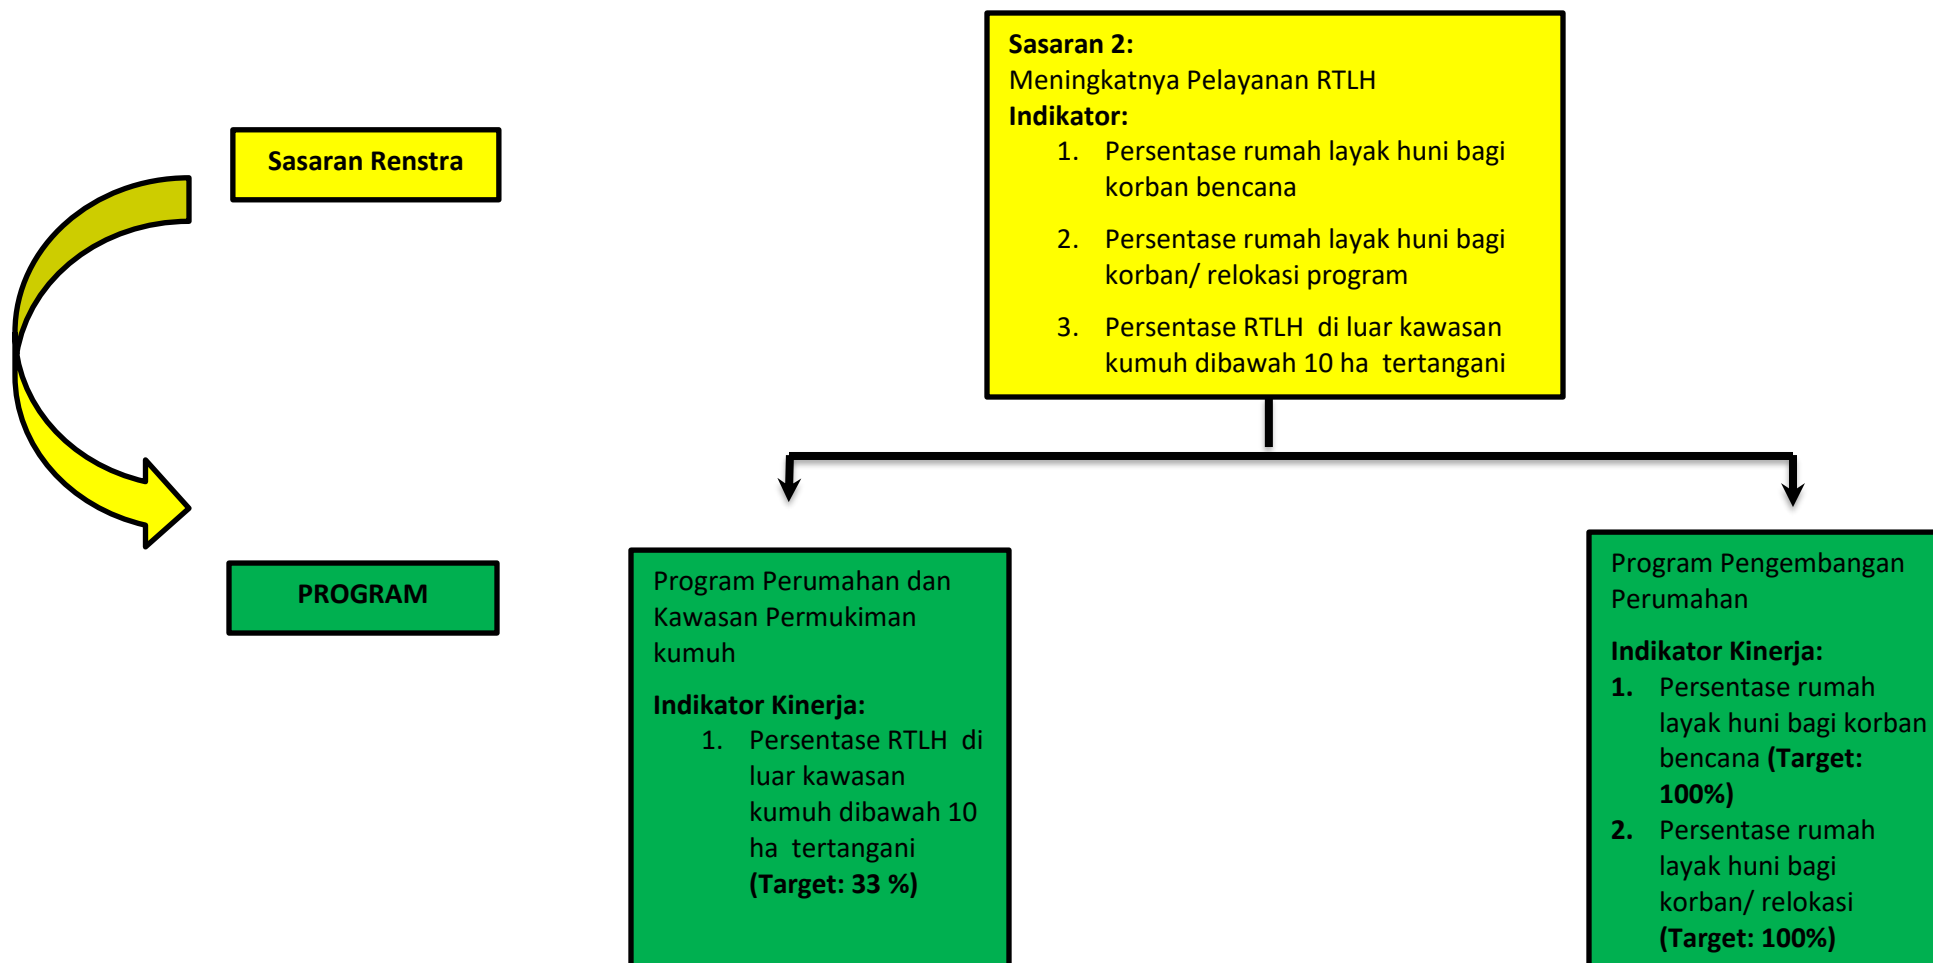 Sasaran 2:
Meningkatnya Pelayanan RTLH
Indikator:
1. Persentase rumah layak huni bagi
korban bencana
2. Persentase rumah layak huni bagi
korban/ relokasi program
3. Persentase RTLH di luar kawasan
kumuh dibawah 10 ha tertangani
Sasaran Renstra
PROGRAM
Program Perumahan dan
Kawasan Permukiman
kumuh
Indikator Kinerja:
1. Persentase RTLH di
luar kawasan
kumuh dibawah 10
ha tertangani
(Target: 33 %)
Program Pengembangan
Perumahan
Indikator Kinerja:
1. Persentase rumah
layak huni bagi korban
bencana (Target:
100%)
2. Persentase rumah
layak huni bagi
korban/ relokasi
(Target: 100%)